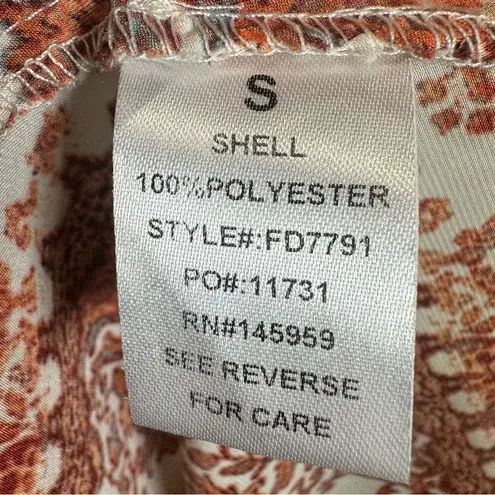 S
SHELL
100%POLYESTER
STYLE#:FD7791
PO#:11731
RN#145959
SEE REVERSE
FOR CARE